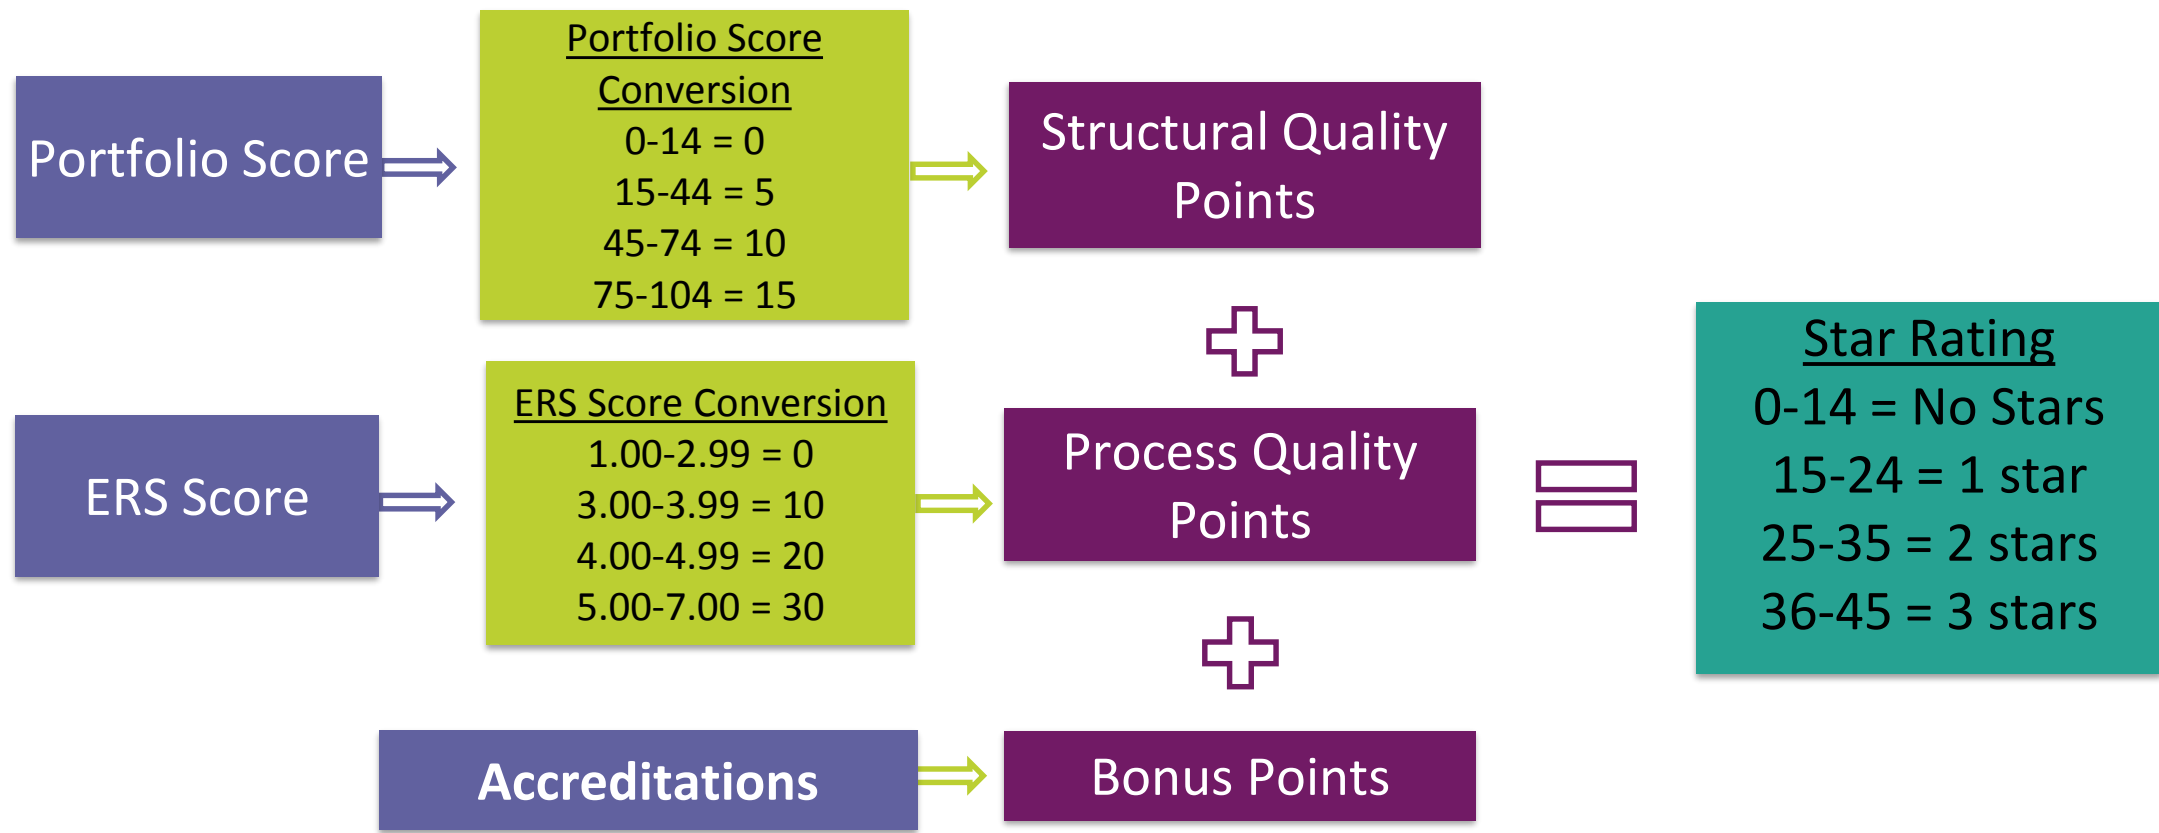 Portfolio Score
Portfolio Score
Conversion
0-14 = 0
15-44 = 5
45-74 = 10
75-104 = 15
Structural Quality
Points
ERS Score
ERS Score Conversion
1.00-2.99 = 0
3.00-3.99 = 10
4.00-4.99 = 20
5.00-7.00 = 30
Process Quality
Points
Accreditations
Bonus Points
Star Rating
0-14 = No Stars
15-24 = 1 star
25-35 = 2 stars
36-45 = 3 stars